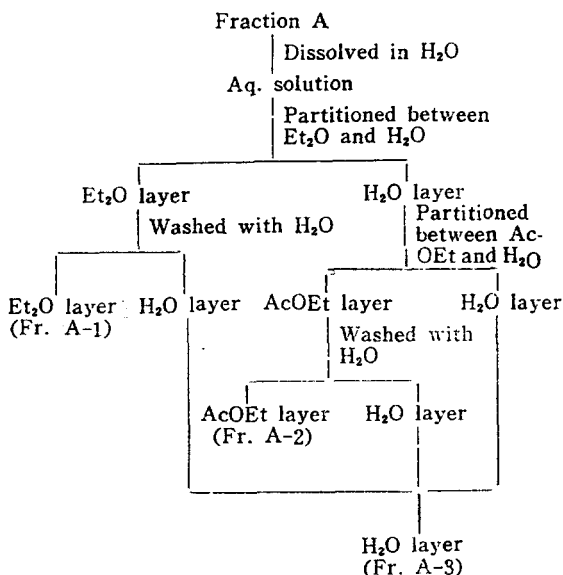 Fraction A
Dissolved in H₂O
Aq. solution
Partitioned between
Et₂O and H₂O
Et₂O layer
H₂O layer
Washed with H₂O
Partitioned
between Ac-
OEt and H₂O
Et₂O layer
(Fr. A-1)
H₂O layer
AcOEt layer
H₂O layer
Washed with
H₂O
AcOEt layer
(Fr. A-2)
H₂O layer
H₂O layer
(Fr. A-3)